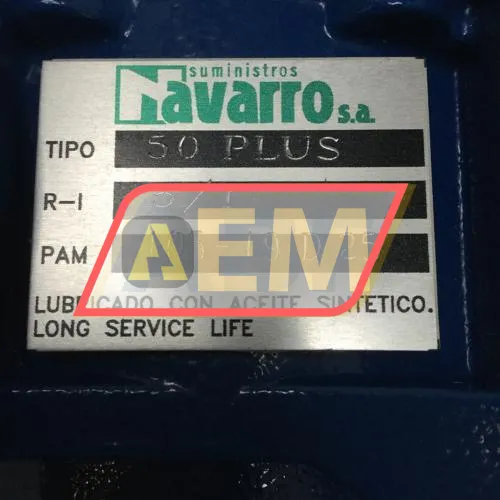 suministros
Navarro s.a.
TIPO 50 PLUS
R-I
PAM
AEM
LUBRICADO CON ACEITE SINTETICO.
LONG SERVICE LIFE